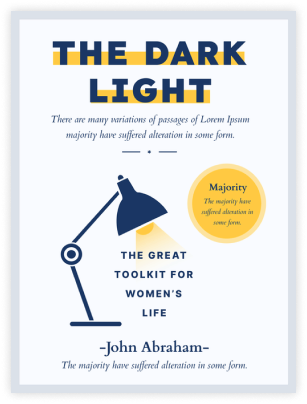 THE DARK
LIGHT
There are many variations of passages of Lorem Ipsum
majority have suffered alteration in some form.
Majority
The majority have
suffered alteration in
some form.
THE GREAT
TOOLKIT FOR
WOMEN'S
LIFE
-John Abraham-
The majority have suffered alteration in some form.